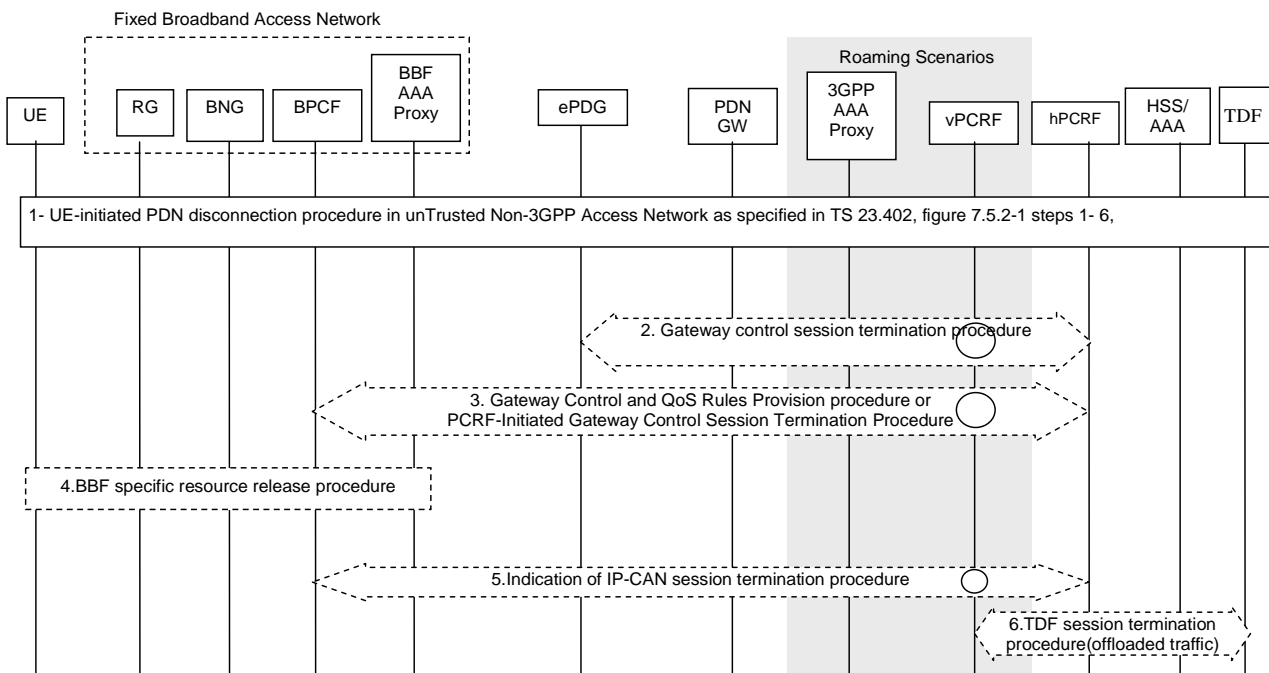 Fixed Broadband Access Network
Roaming Scenarios
UE
RG
BNG
BPCF
BBF
AAA
Proxy
ePDG
PDN
GW
3GPP
AAA
Proxy
vPCRF
hPCRF
HSS/
AAA
TDF
1- UE-initiated PDN disconnection procedure in unTrusted Non-3GPP Access Network as specified in TS 23.402, figure 7.5.2-1 steps 1- 6,
2. Gateway control session termination procedure
3. Gateway Control and QoS Rules Provision procedure or
PCRF-Initiated Gateway Control Session Termination Procedure
4.BBF specific resource release procedure
5.Indication of IP-CAN session termination procedure
6.TDF session termination
procedure(offloaded traffic)